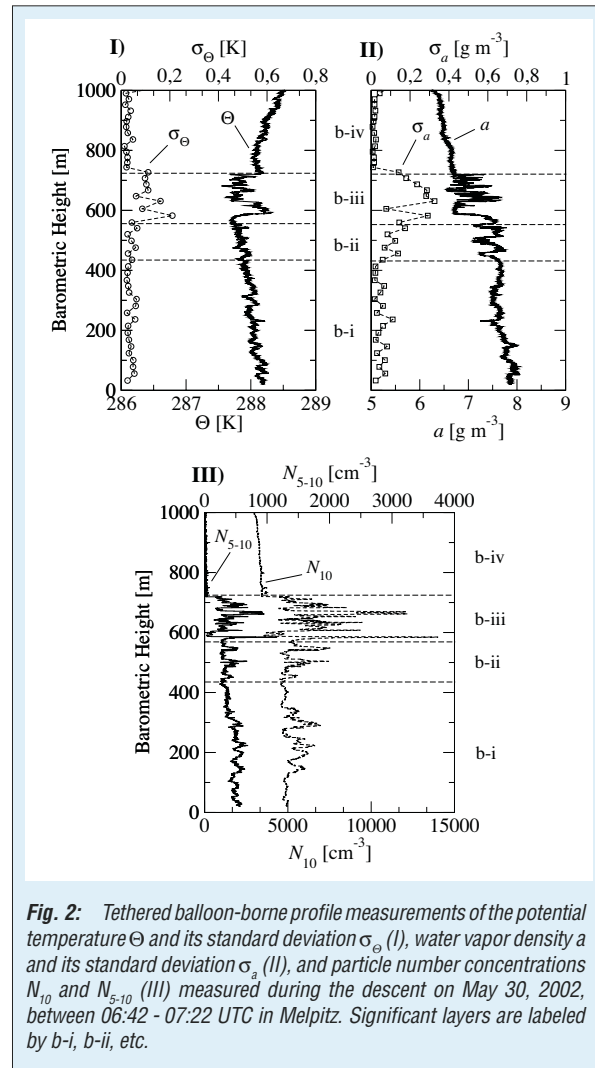 I)
σ_Θ [K]
0 0,2 0,4 0,6 0,8
II)
σ_a [g m⁻³]
0 0.2 0.4 0.6 0.8 1
Barometric Height [m]
1000
800
600
400
200
0
σ_Θ
Θ
σ_a
a
b-iv
b-iii
b-ii
b-i
286 287 288 289
Θ [K]
5 6 7 8 9
a [g m⁻³]
III)
N₅₋₁₀ [cm⁻³]
0 1000 2000 3000 4000
Barometric Height [m]
1000
800
600
400
200
0
N₅₋₁₀
N₁₀
b-iv
b-iii
b-ii
b-i
0 5000 10000 15000
N₁₀ [cm⁻³]
Fig. 2: Tethered balloon-borne profile measurements of the potential
temperature Θ and its standard deviation σ_Θ (I), water vapor density a
and its standard deviation σ_a (II), and particle number concentrations
N₁₀ and N₅₋₁₀ (III) measured during the descent on May 30, 2002,
between 06:42 - 07:22 UTC in Melpitz. Significant layers are labeled
by b-i, b-ii, etc.